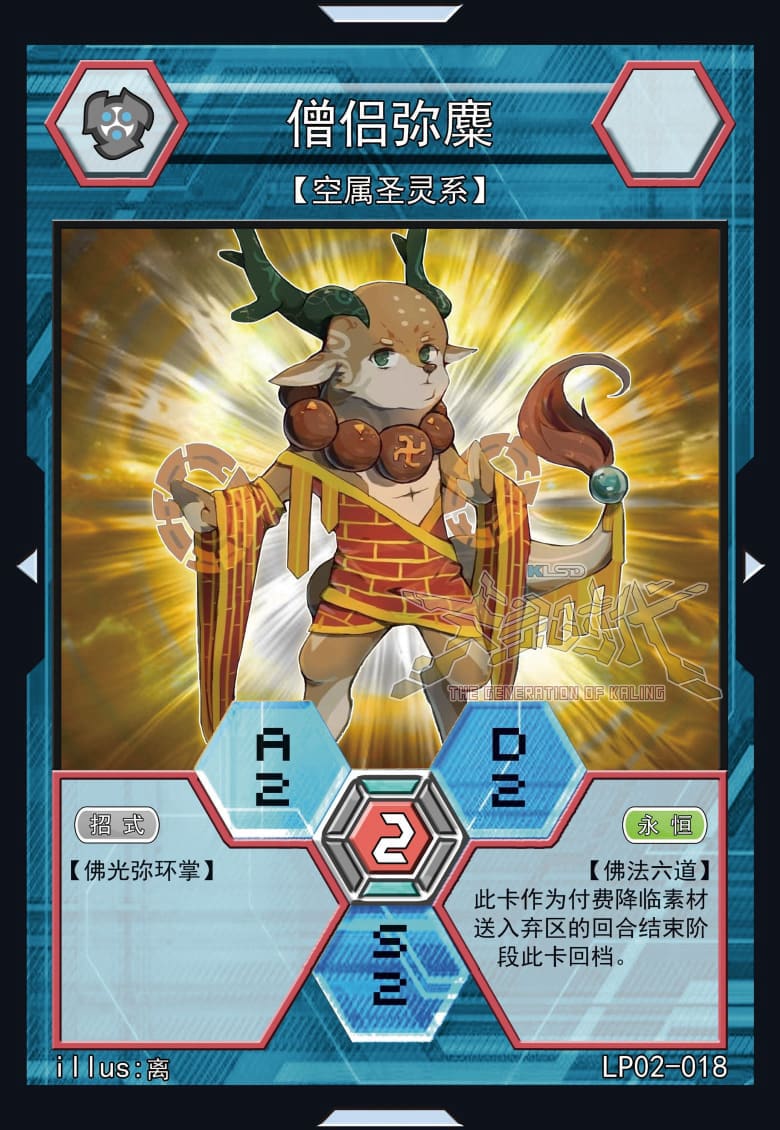 僧侣弥麋
【空属圣灵系】
KLSD
THE GENERATION OF KALING
A
2
D
2
2
S
2
招式
【佛光弥环掌】
永恒
【佛法六道】
此卡作为付费降临素材
送入弃区的回合结束阶
段此卡回档。
illus:离
LP02-018